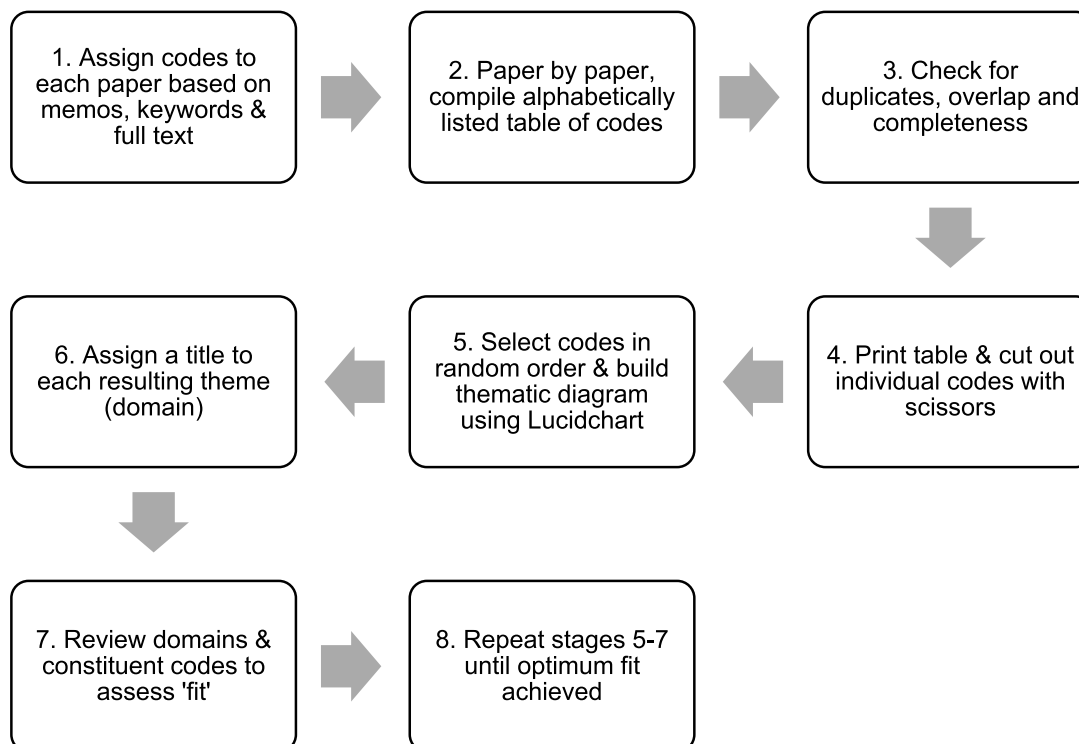 1. Assign codes to
each paper based on
memos, keywords &
full text
2. Paper by paper,
compile alphabetically
listed table of codes
3. Check for
duplicates, overlap and
completeness
4. Print table & cut out
individual codes with
scissors
5. Select codes in
random order & build
thematic diagram
using Lucidchart
6. Assign a title to
each resulting theme
(domain)
7. Review domains &
constituent codes to
assess 'fit'
8. Repeat stages 5-7
until optimum fit
achieved